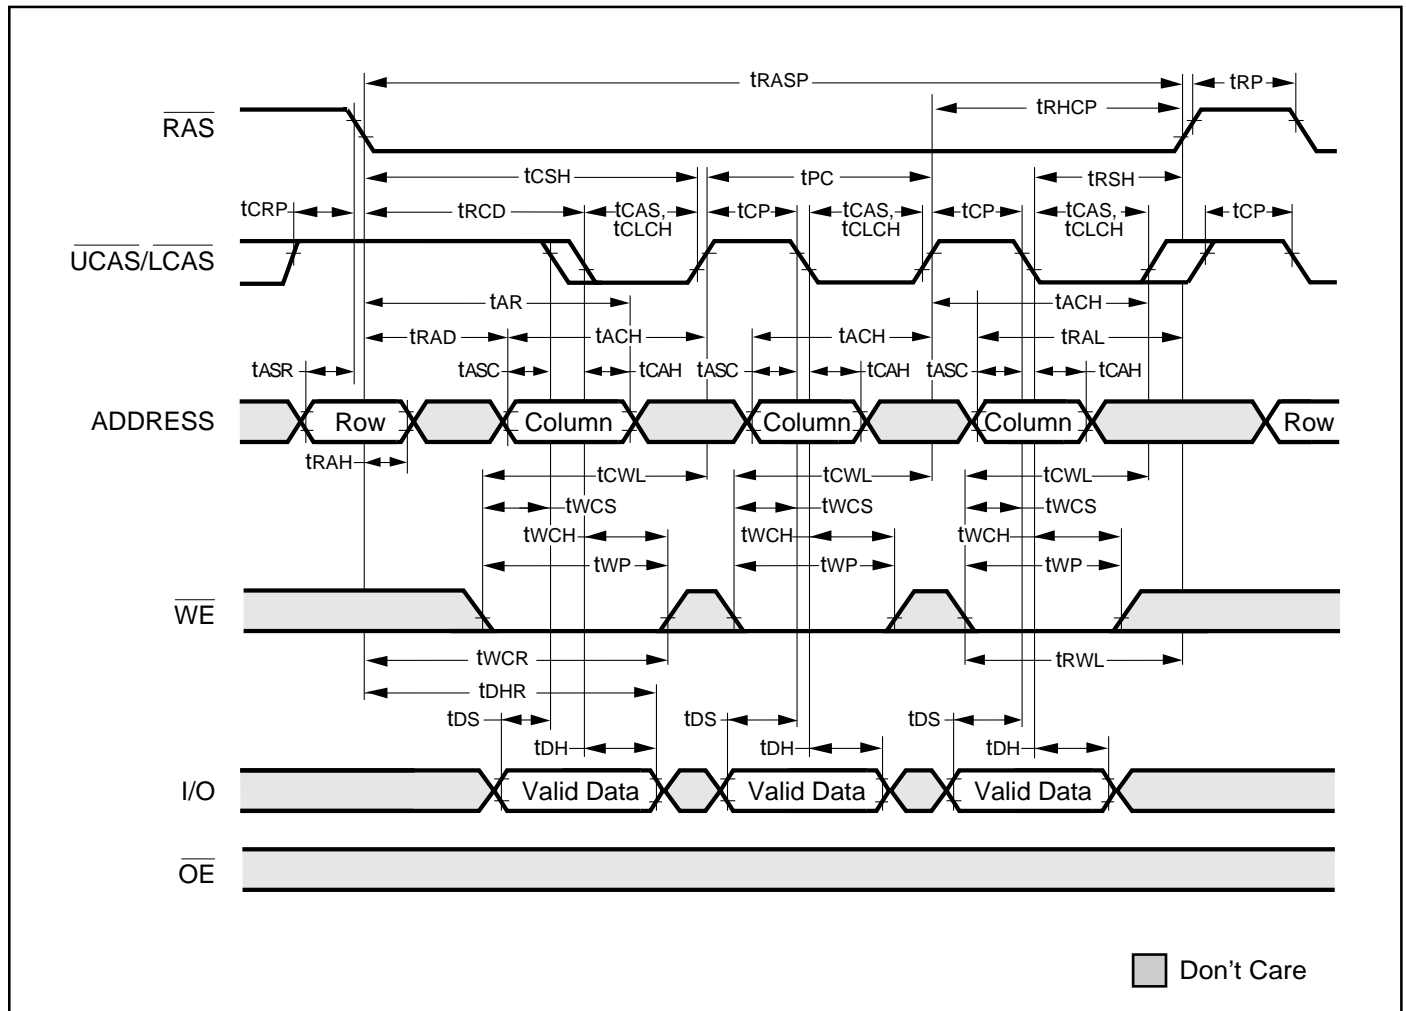 tRASP
tRP
tRHCP
RAS
tCSH
tPC
tRSH
tCRP
tRCD
tCAS,
tCLCH
tCP
tCAS,
tCLCH
tCP
tCAS,
tCLCH
tCP
UCAS/LCAS
tAR
tACH
tRAD
tACH
tACH
tRAL
tASR
tASC
tCAH
tASC
tCAH
tASC
tCAH
ADDRESS
Row
Column
Column
Column
Row
tRAH
tCWL
tCWL
tCWL
tWCS
tWCS
tWCS
tWCH
tWCH
tWCH
tWP
tWP
tWP
WE
tWCR
tRWL
tDHR
tDS
tDS
tDS
tDH
tDH
tDH
I/O
Valid Data
Valid Data
Valid Data
OE
Don't Care